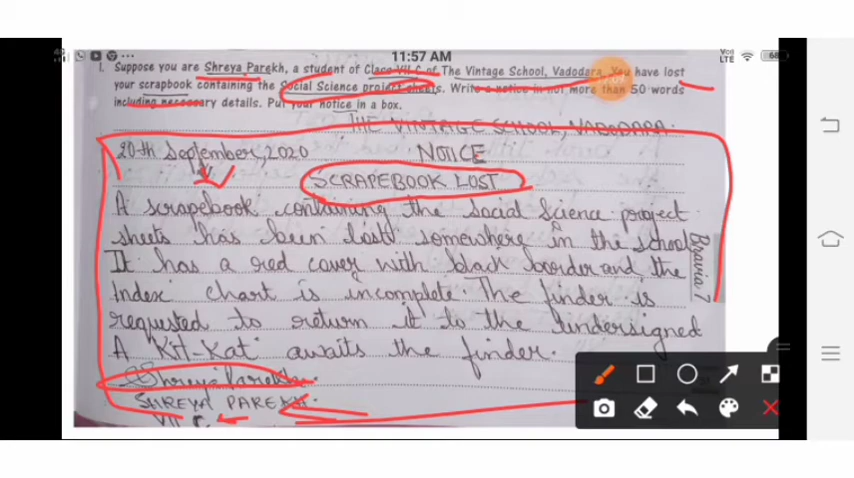 11:57 AM
LTE
1. Suppose you are Shreya Parekh, a student of Class VII C of The Vintage School, Vadodara. You have lost
your scrapbook containing the Social Science project sheets. Write a notice in not more than 50 words
including necessary details. Put your notice in a box.
THE VINTAGE SCHOOL, VADODARA.
20th September, 2020 NOTICE
SCRAPEBOOK LOST
A scrapebook containing the Social Science project
sheets has been lost somewhere in the school
It has a red cover with black border and the
Index chart is incomplete. The finder is
requested to return it to the undersigned
A 'Kit-Kat' awaits the finder.
Shreya Parekh.
SHREYA PAREKH.
VII C.
Bravia 7